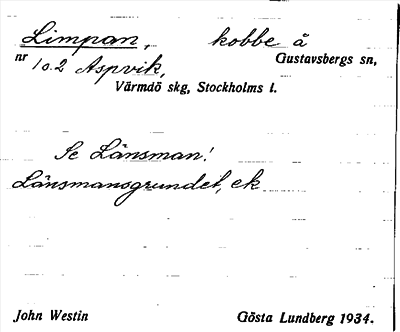 Limpan, kobbe å
nr 1 o. 2 Aspvik, Gustavsbergs sn,
Värmdö skg, Stockholms l.
Se Länsman!
Länsmansgrundet, ek
John Westin Gösta Lundberg 1934.